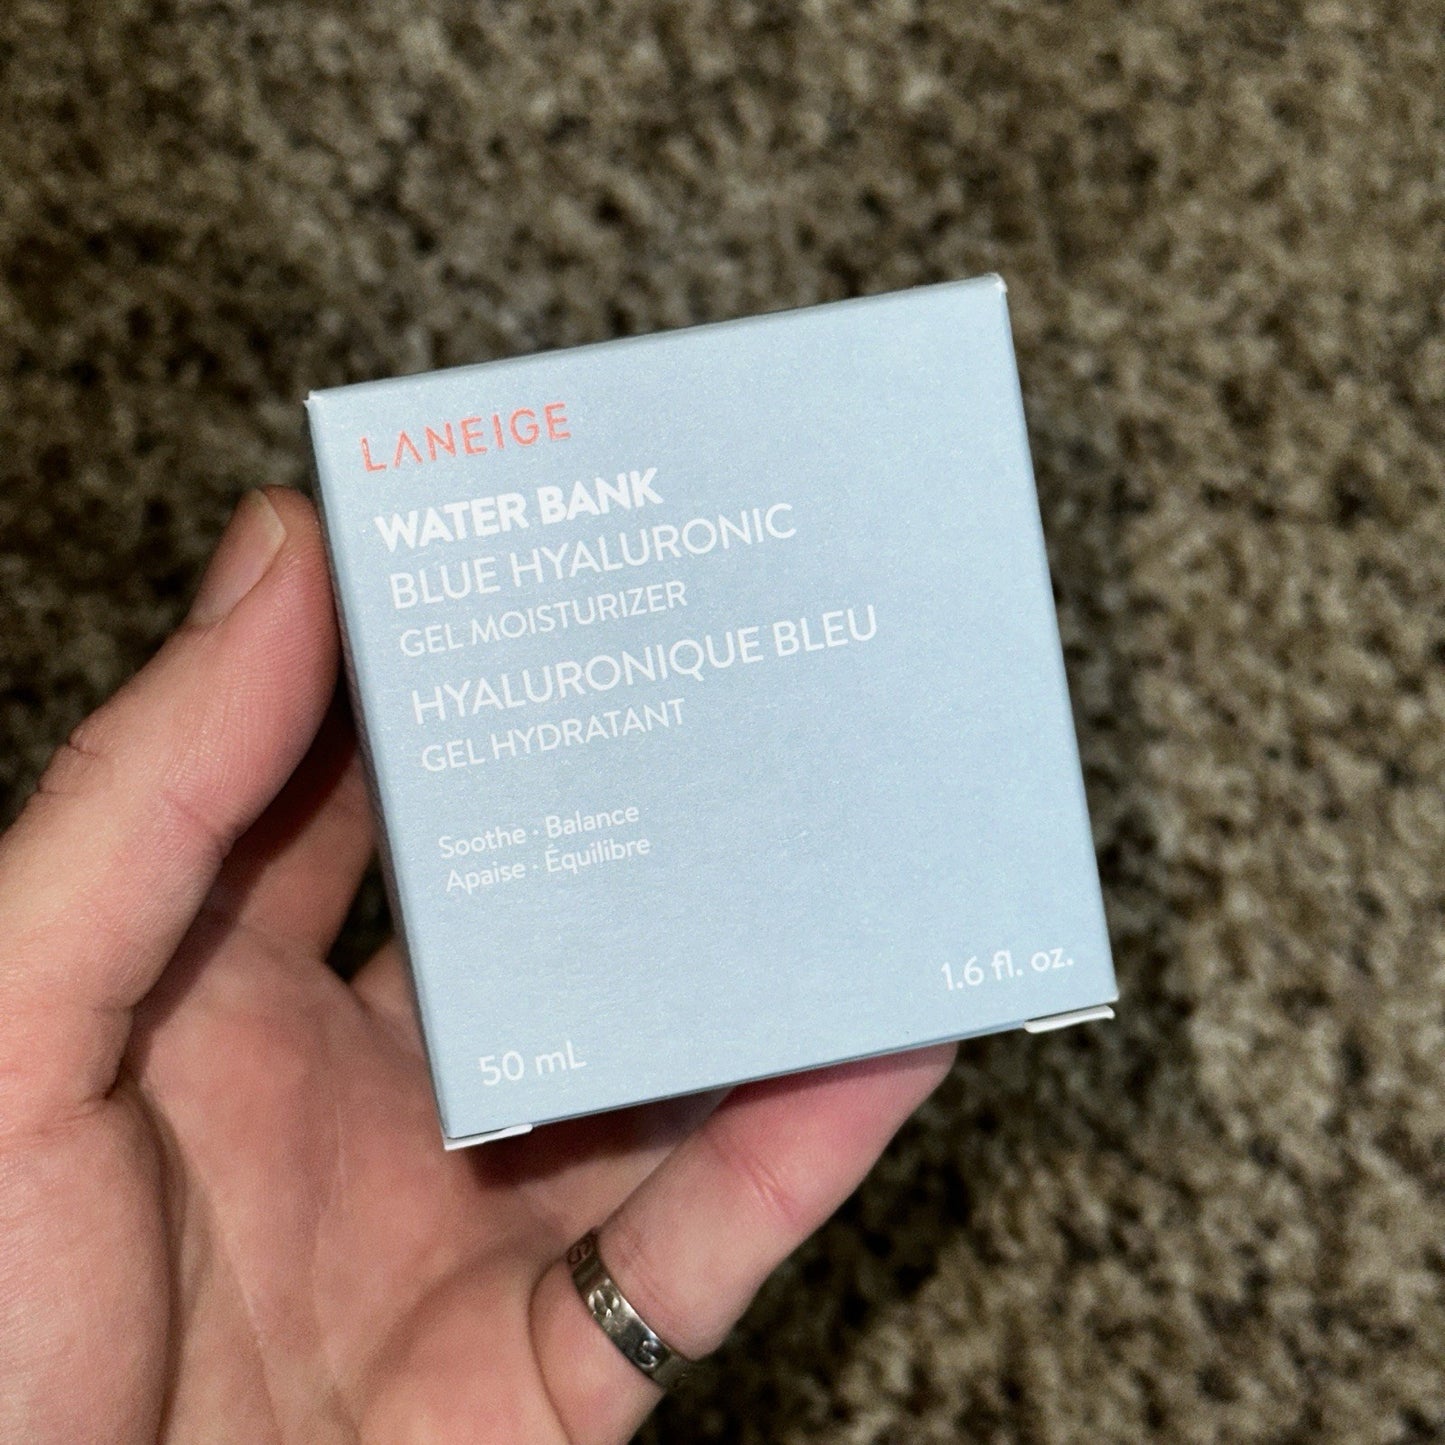 LANEIGE
WATER BANK
BLUE HYALURONIC
GEL MOISTURIZER
HYALURONIQUE BLEU
GEL HYDRATANT
Soothe · Balance
Apaise · Équilibre
50 mL
1.6 fl. oz.